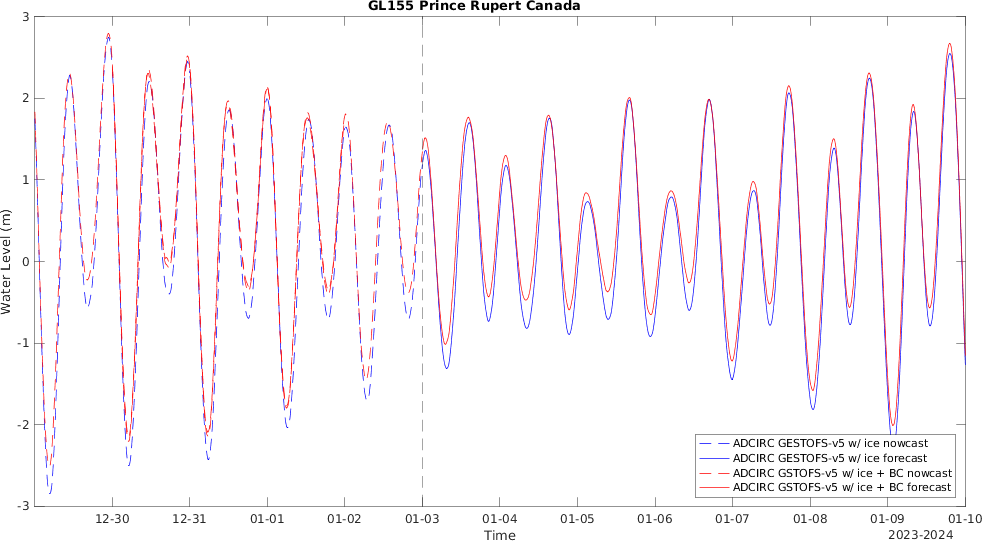 GL155 Prince Rupert Canada
3
2
1
0
-1
-2
-3
Water Level (m)
ADCIRC GESTOFS-v5 w/ ice nowcast
ADCIRC GESTOFS-v5 w/ ice forecast
ADCIRC GSTOFS-v5 w/ ice + BC nowcast
ADCIRC GSTOFS-v5 w/ ice + BC forecast
12-30 12-31 01-01 01-02 01-03 01-04 01-05 01-06 01-07 01-08 01-09 01-10
Time 2023-2024